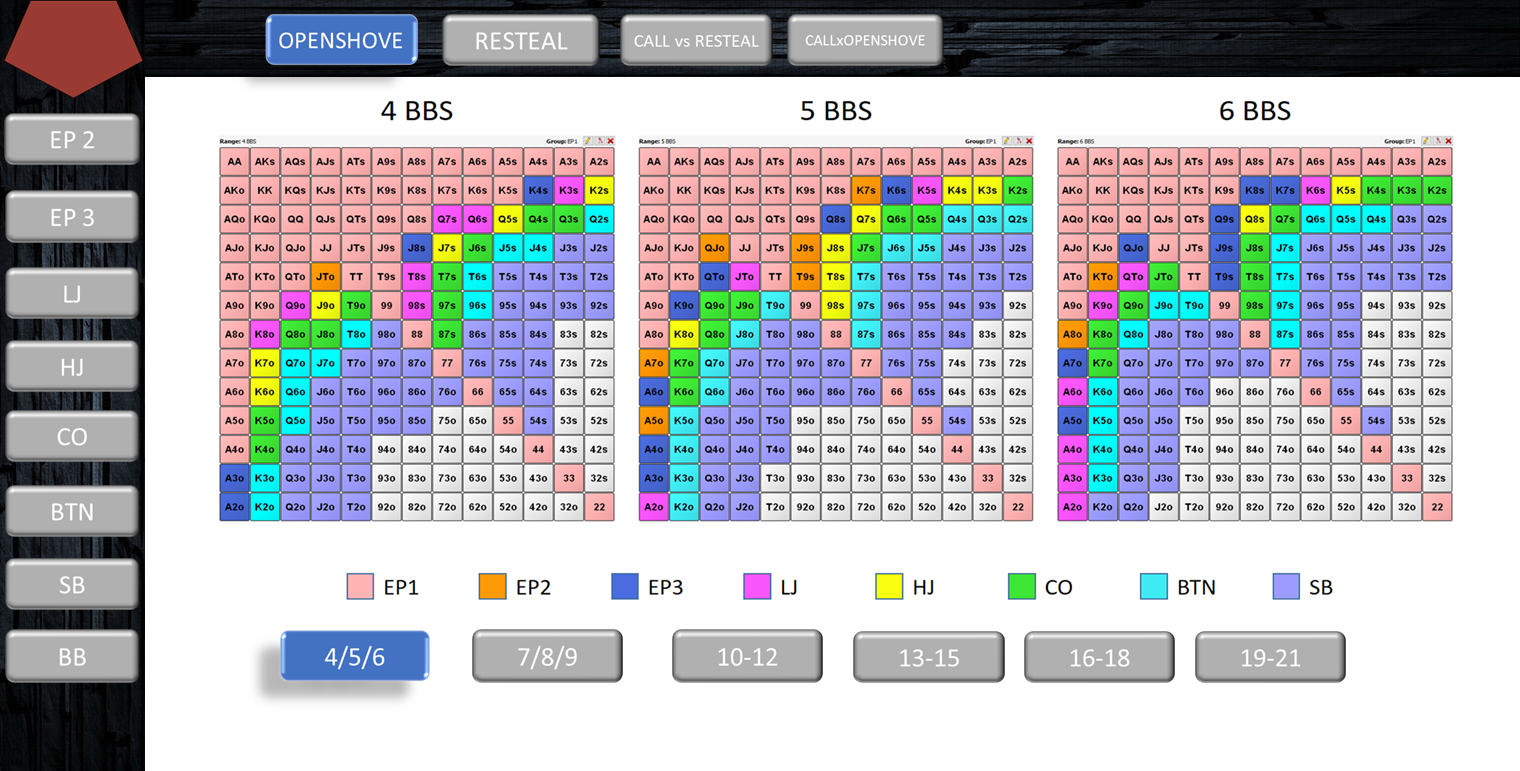 OPENSHOVE RESTEAL CALL vs RESTEAL CALLxOPENSHOVE
EP 2
EP 3
LJ
HJ
CO
BTN
SB
BB
4 BBS
Range: 4 BBS Group: EP1
AA AKs AQs AJs ATs A9s A8s A7s A6s A5s A4s A3s A2s
AKo KK KQs KJs KTs K9s K8s K7s K6s K5s K4s K3s K2s
AQo KQo QQ QJs QTs Q9s Q8s Q7s Q6s Q5s Q4s Q3s Q2s
AJo KJo QJo JJ JTs J9s J8s J7s J6s J5s J4s J3s J2s
ATo KTo QTo JTo TT T9s T8s T7s T6s T5s T4s T3s T2s
A9o K9o Q9o J9o T9o 99 98s 97s 96s 95s 94s 93s 92s
A8o K8o Q8o J8o T8o 98o 88 87s 86s 85s 84s 83s 82s
A7o K7o Q7o J7o T7o 97o 87o 77 76s 75s 74s 73s 72s
A6o K6o Q6o J6o T6o 96o 86o 76o 66 65s 64s 63s 62s
A5o K5o Q5o J5o T5o 95o 85o 75o 65o 55 54s 53s 52s
A4o K4o Q4o J4o T4o 94o 84o 74o 64o 54o 44 43s 42s
A3o K3o Q3o J3o T3o 93o 83o 73o 63o 53o 43o 33 32s
A2o K2o Q2o J2o T2o 92o 82o 72o 62o 52o 42o 32o 22
5 BBS
Range: 5 BBS Group: EP1
AA AKs AQs AJs ATs A9s A8s A7s A6s A5s A4s A3s A2s
AKo KK KQs KJs KTs K9s K8s K7s K6s K5s K4s K3s K2s
AQo KQo QQ QJs QTs Q9s Q8s Q7s Q6s Q5s Q4s Q3s Q2s
AJo KJo QJo JJ JTs J9s J8s J7s J6s J5s J4s J3s J2s
ATo KTo QTo JTo TT T9s T8s T7s T6s T5s T4s T3s T2s
A9o K9o Q9o J9o T9o 99 98s 97s 96s 95s 94s 93s 92s
A8o K8o Q8o J8o T8o 98o 88 87s 86s 85s 84s 83s 82s
A7o K7o Q7o J7o T7o 97o 87o 77 76s 75s 74s 73s 72s
A6o K6o Q6o J6o T6o 96o 86o 76o 66 65s 64s 63s 62s
A5o K5o Q5o J5o T5o 95o 85o 75o 65o 55 54s 53s 52s
A4o K4o Q4o J4o T4o 94o 84o 74o 64o 54o 44 43s 42s
A3o K3o Q3o J3o T3o 93o 83o 73o 63o 53o 43o 33 32s
A2o K2o Q2o J2o T2o 92o 82o 72o 62o 52o 42o 32o 22
6 BBS
Range: 6 BBS Group: EP1
AA AKs AQs AJs ATs A9s A8s A7s A6s A5s A4s A3s A2s
AKo KK KQs KJs KTs K9s K8s K7s K6s K5s K4s K3s K2s
AQo KQo QQ QJs QTs Q9s Q8s Q7s Q6s Q5s Q4s Q3s Q2s
AJo KJo QJo JJ JTs J9s J8s J7s J6s J5s J4s J3s J2s
ATo KTo QTo JTo TT T9s T8s T7s T6s T5s T4s T3s T2s
A9o K9o Q9o J9o T9o 99 98s 97s 96s 95s 94s 93s 92s
A8o K8o Q8o J8o T8o 98o 88 87s 86s 85s 84s 83s 82s
A7o K7o Q7o J7o T7o 97o 87o 77 76s 75s 74s 73s 72s
A6o K6o Q6o J6o T6o 96o 86o 76o 66 65s 64s 63s 62s
A5o K5o Q5o J5o T5o 95o 85o 75o 65o 55 54s 53s 52s
A4o K4o Q4o J4o T4o 94o 84o 74o 64o 54o 44 43s 42s
A3o K3o Q3o J3o T3o 93o 83o 73o 63o 53o 43o 33 32s
A2o K2o Q2o J2o T2o 92o 82o 72o 62o 52o 42o 32o 22
EP1 EP2 EP3 LJ HJ CO BTN SB
4/5/6 7/8/9 10-12 13-15 16-18 19-21